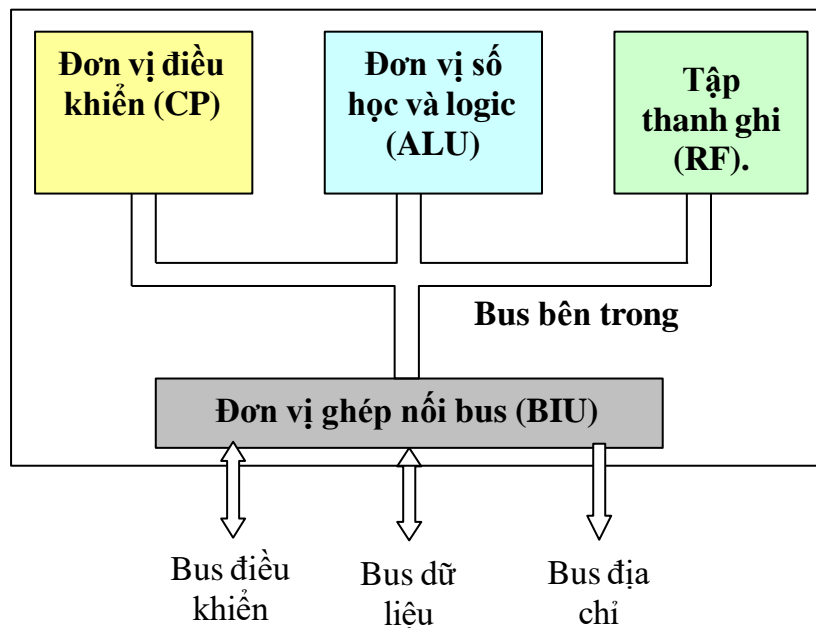 Đơn vị điều
khiển (CP)
Đơn vị số
học và logic
(ALU)
Tập
thanh ghi
(RF).
Bus bên trong
Đơn vị ghép nối bus (BIU)
Bus điều
khiển
Bus dữ
liệu
Bus địa
chỉ